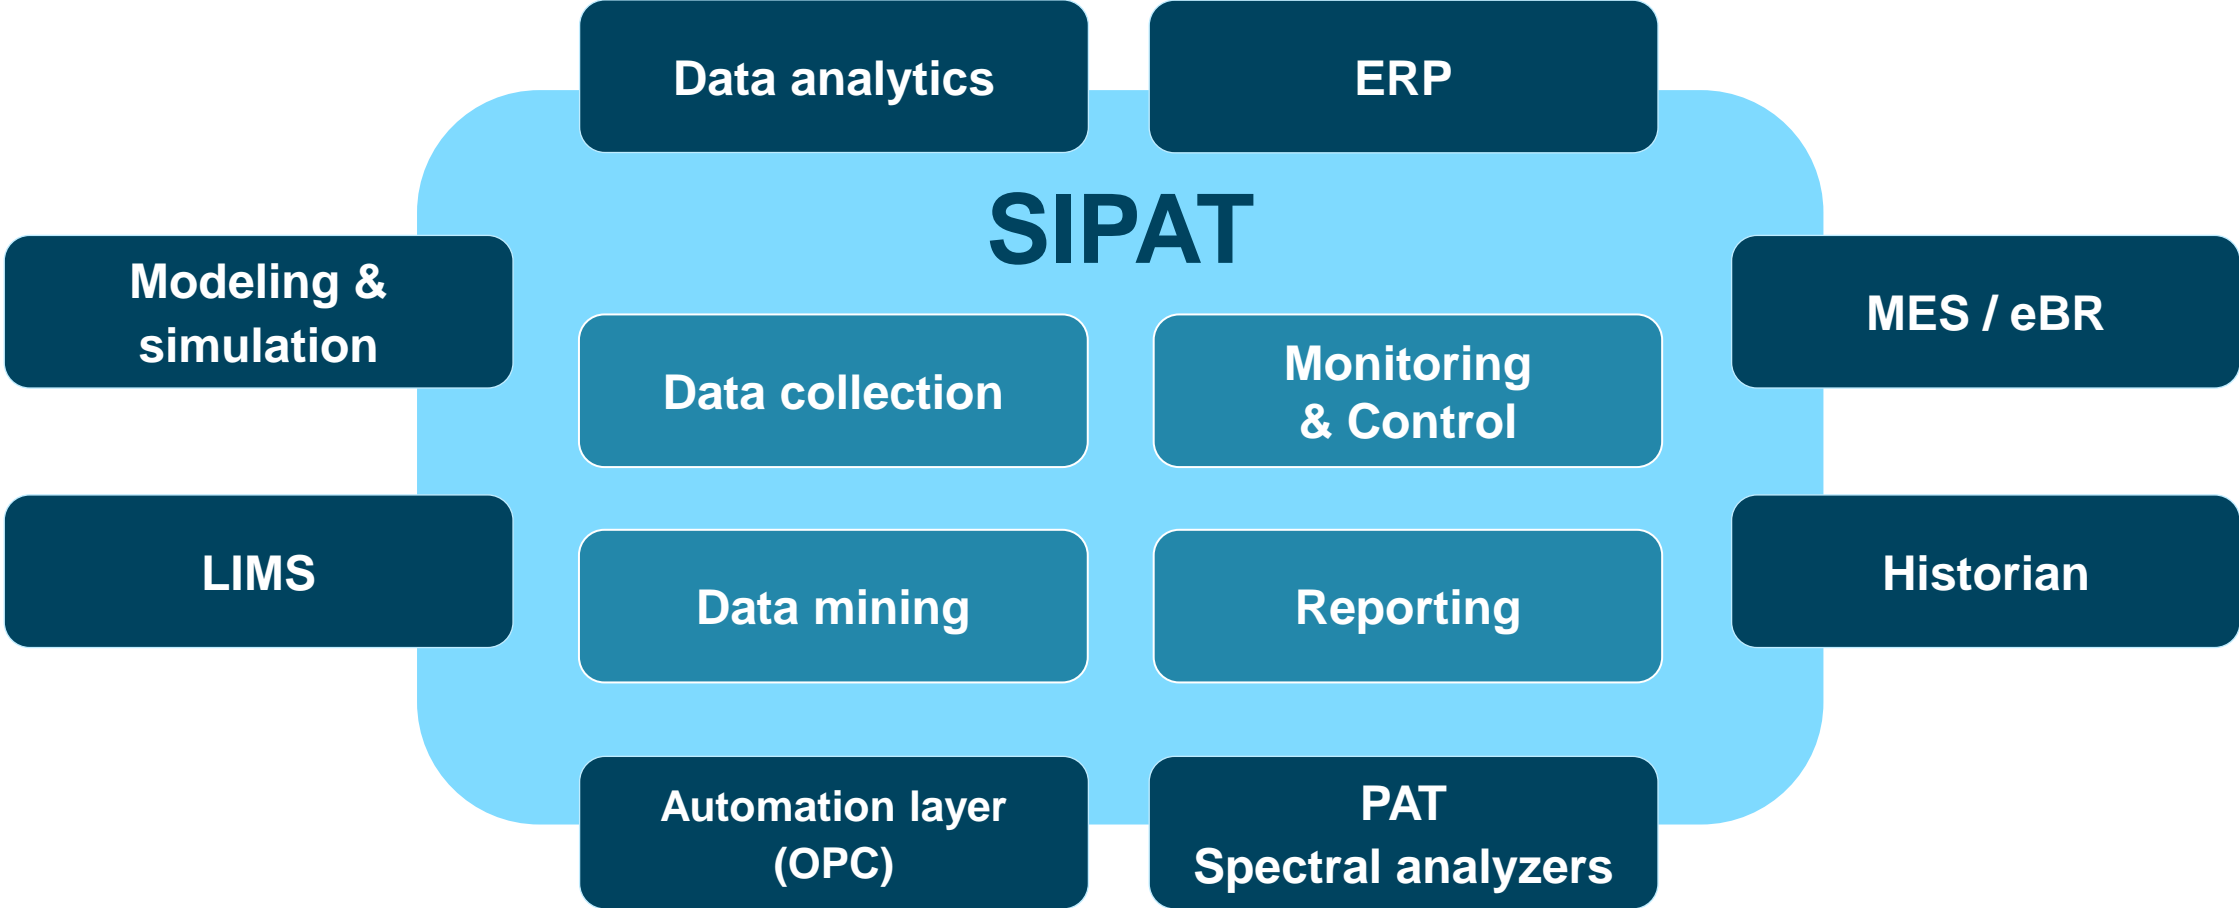 Data analytics
ERP
SIPAT
Modeling &
simulation
MES / eBR
Data collection
Monitoring
& Control
LIMS
Historian
Data mining
Reporting
Automation layer
(OPC)
PAT
Spectral analyzers